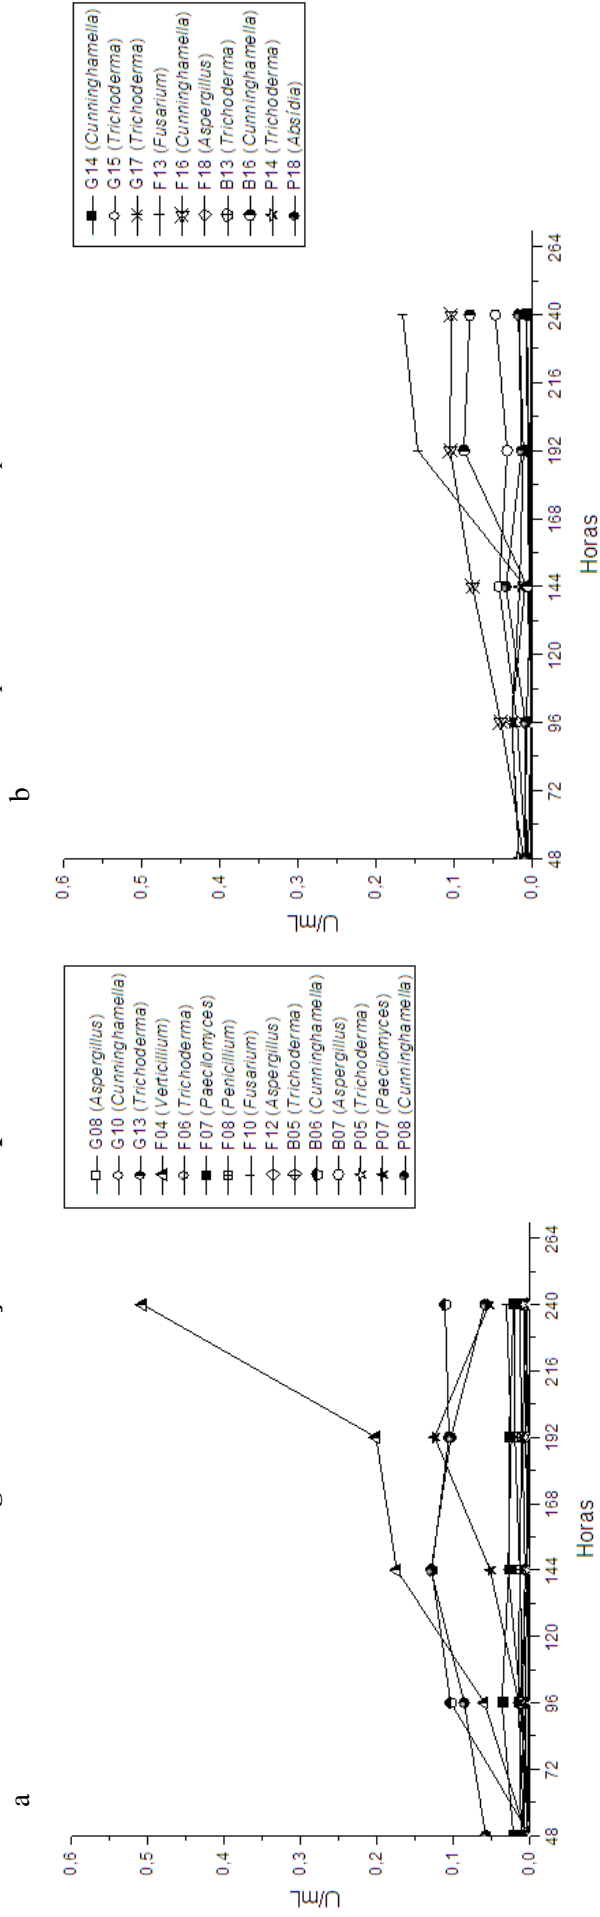 a
U/mL
0,6
0,5
0,4
0,3
0,2
0,1
0,0
48
72
96
120
144
168
192
216
240
264
Horas
G08 (Aspergillus)
G10 (Cunninghamella)
G13 (Trichoderma)
F04 (Verticillium)
F06 (Trichoderma)
F07 (Paecilomyces)
F08 (Penicillium)
F10 (Fusarium)
F12 (Aspergillus)
B05 (Trichoderma)
B06 (Cunninghamella)
B07 (Aspergillus)
P05 (Trichoderma)
P07 (Paecilomyces)
P08 (Cunninghamella)
b
U/mL
0,6
0,5
0,4
0,3
0,2
0,1
0,0
48
72
96
120
144
168
192
216
240
264
Horas
G14 (Cunninghamella)
G15 (Trichoderma)
G17 (Trichoderma)
F13 (Fusarium)
F16 (Cunninghamella)
F18 (Aspergillus)
B13 (Trichoderma)
B16 (Cunninghamella)
P14 (Trichoderma)
P18 (Absídia)